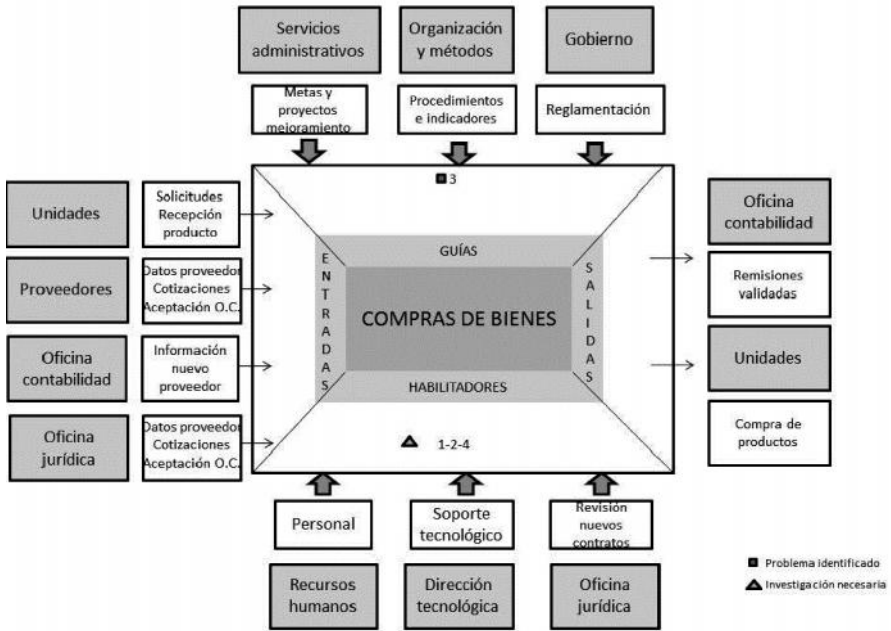 Servicios
administrativos
Organización
y métodos
Gobierno
Metas y
proyectos
mejoramiento
Procedimientos
e indicadores
Reglamentación
3
Unidades
Solicitudes
Recepción
producto
Proveedores
Datos proveedor
Cotizaciones
Aceptación O.C.
Oficina
contabilidad
Información
nuevo
proveedor
Oficina
jurídica
Datos proveedor
Cotizaciones
Aceptación O.C.
ENTRADAS
GUÍAS
COMPRAS DE BIENES
HABILITADORES
SALIDAS
1-2-4
Oficina
contabilidad
Remisiones
validadas
Unidades
Compra de
productos
Personal
Soporte
tecnológico
Revisión
nuevos
contratos
Recursos
humanos
Dirección
tecnológica
Oficina
jurídica
Problema identificado
Investigación necesaria